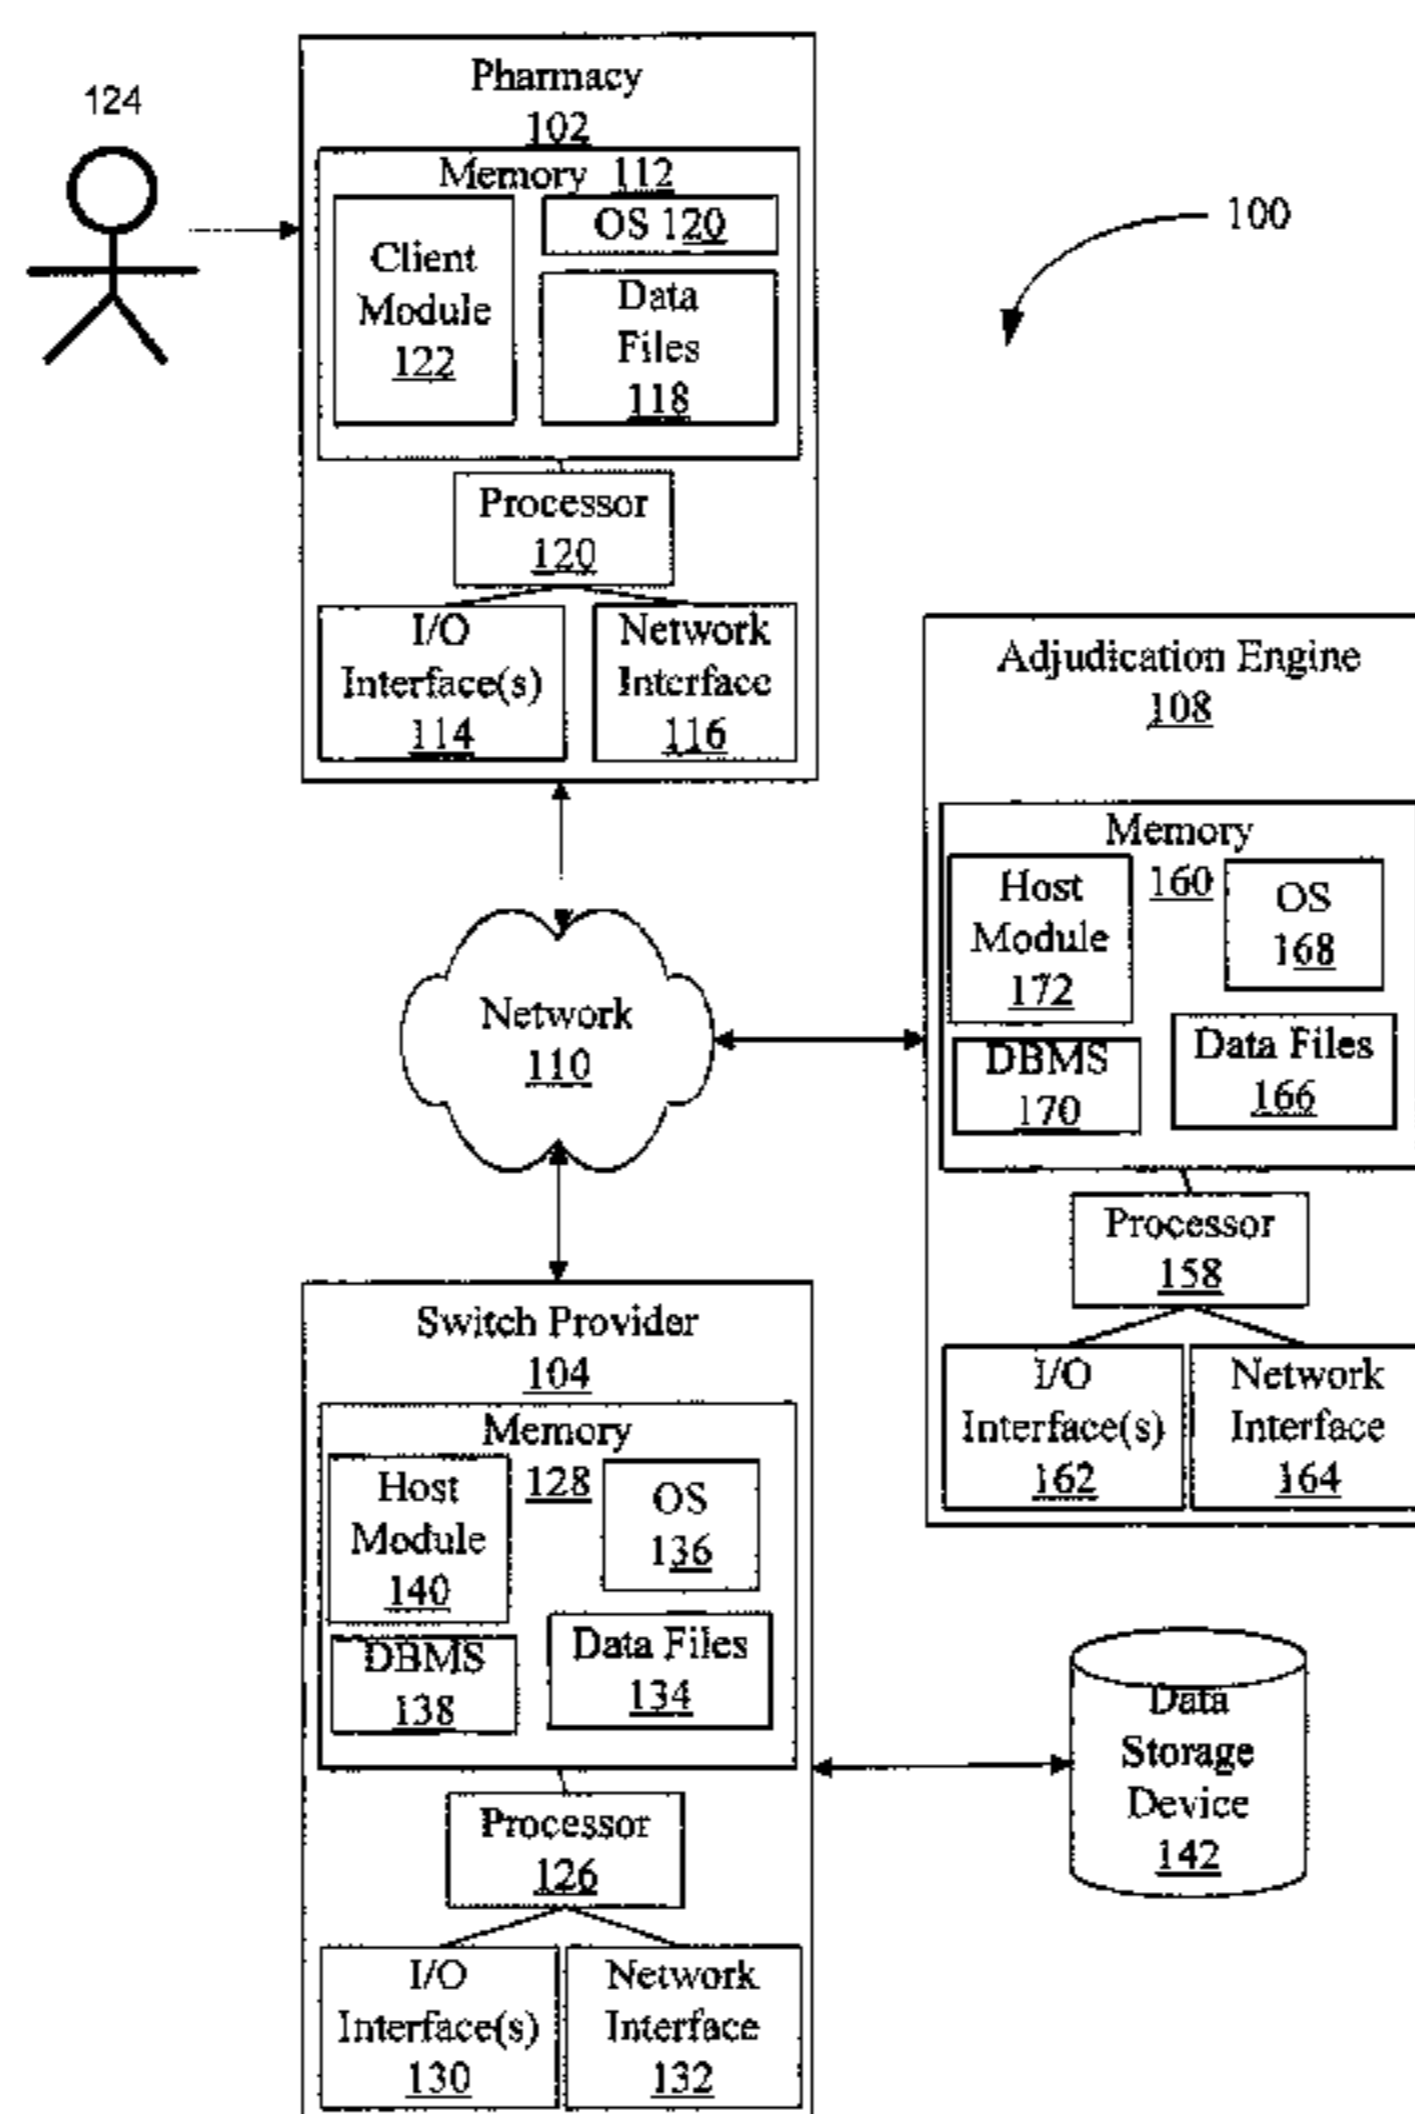 124
Pharmacy
102
Memory 112
Client
Module
122
OS 120
Data
Files
118
Processor
120
I/O
Interface(s)
114
Network
Interface
116
100
Adjudication Engine
108
Memory
160
Host
Module
172
OS
168
DBMS
170
Data Files
166
Processor
158
I/O
Interface(s)
162
Network
Interface
164
Network
110
Switch Provider
104
Memory
128
Host
Module
140
OS
136
DBMS
138
Data Files
134
Processor
126
I/O
Interface(s)
130
Network
Interface
132
Data
Storage
Device
142